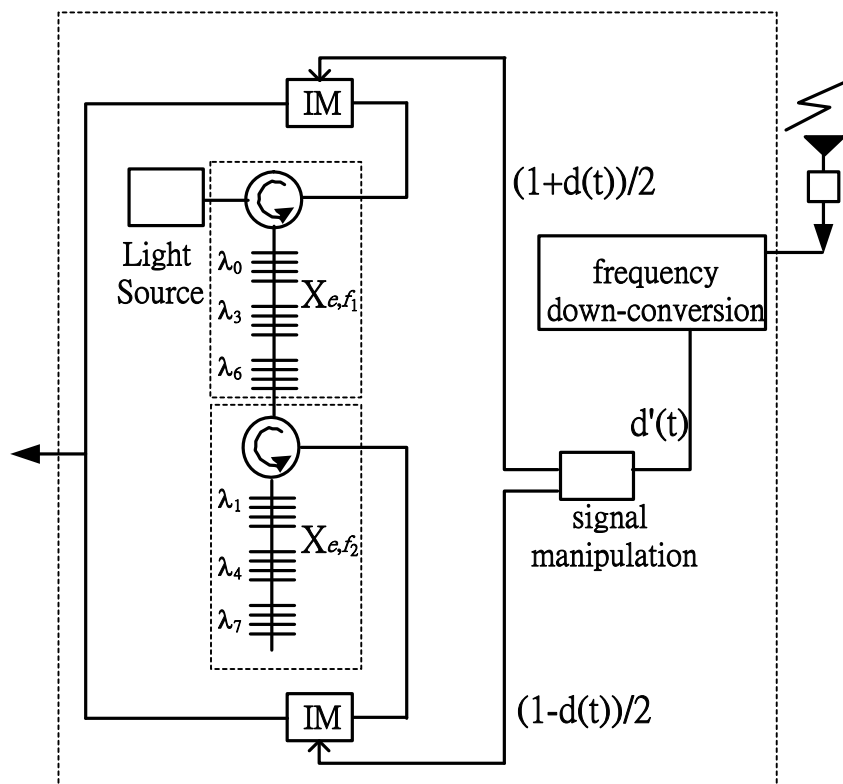 IM
(1+d(t))/2
Light
Source
λ0
Xe,f1
λ3
λ6
frequency
down-conversion
d'(t)
λ1
Xe,f2
λ4
λ7
signal
manipulation
IM
(1-d(t))/2